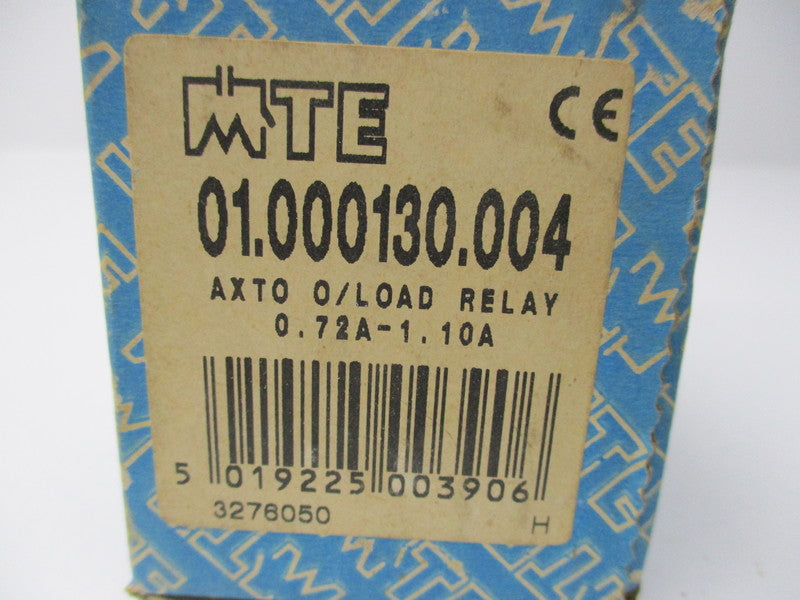 MTE CE
01.000130.004
AXTO O/LOAD RELAY
0.72A-1.10A
5 019225 003906
3276050 H